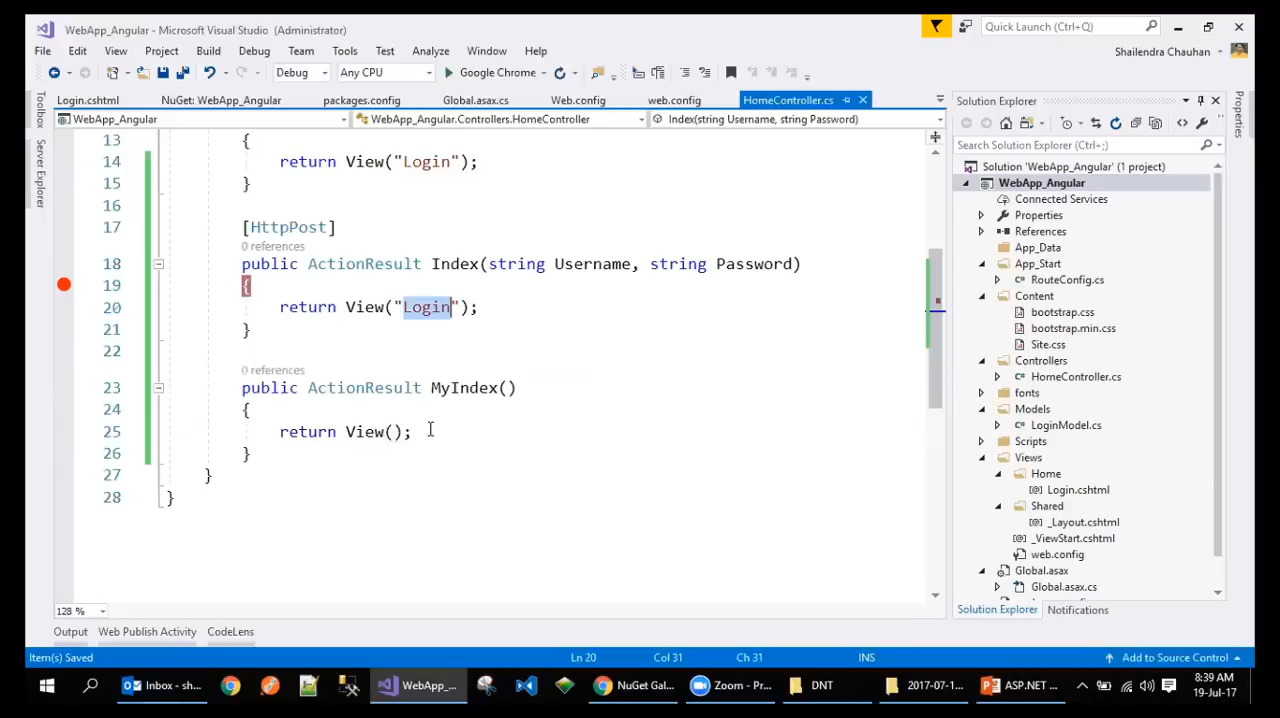 WebApp_Angular - Microsoft Visual Studio (Administrator)
Quick Launch (Ctrl+Q)
File Edit View Project Build Debug Team Tools Test Analyze Window Help
Shailendra Chauhan
Debug Any CPU Google Chrome
Login.cshtml NuGet: WebApp_Angular packages.config Global.asax.cs Web.config web.config HomeController.cs
WebApp_Angular WebApp_Angular.Controllers.HomeController Index(string Username, string Password)
13 {
14 return View("Login");
15 }
16
17 [HttpPost]
0 references
18 public ActionResult Index(string Username, string Password)
19 {
20 return View("Login");
21 }
22
0 references
23 public ActionResult MyIndex()
24 {
25 return View();
26 }
27 }
28 }
128 %
Toolbox
Server Explorer
Solution Explorer
Search Solution Explorer (Ctrl+;)
Solution 'WebApp_Angular' (1 project)
WebApp_Angular
Connected Services
Properties
References
App_Data
App_Start
RouteConfig.cs
Content
bootstrap.css
bootstrap.min.css
Site.css
Controllers
HomeController.cs
fonts
Models
LoginModel.cs
Scripts
Views
Home
Login.cshtml
Shared
_Layout.cshtml
_ViewStart.cshtml
web.config
Global.asax
Global.asax.cs
Solution Explorer Notifications
Properties
Output Web Publish Activity CodeLens
Item(s) Saved Ln 20 Col 31 Ch 31 INS Add to Source Control
Inbox - sh... WebApp_... NuGet Gal... Zoom - Pr... DNT 2017-07-1... ASP.NET ...
8:39 AM
19-Jul-17